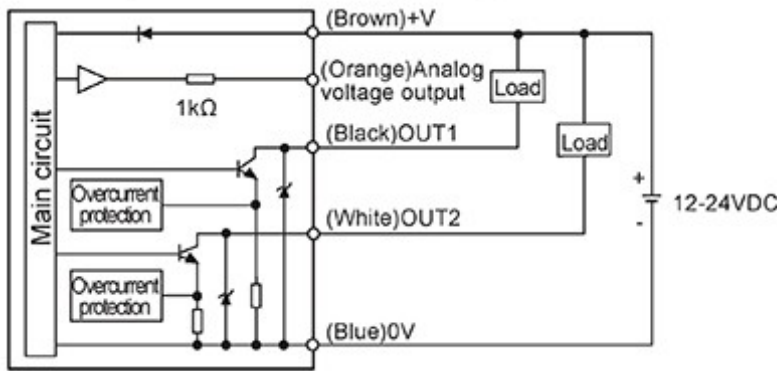 (Brown)+V
(Orange)Analog
voltage output
1kΩ
Load
Load
(Black)OUT1
Main circuit
Overcurrent
protection
+
-
12-24VDC
(White)OUT2
Overcurrent
protection
(Blue)0V